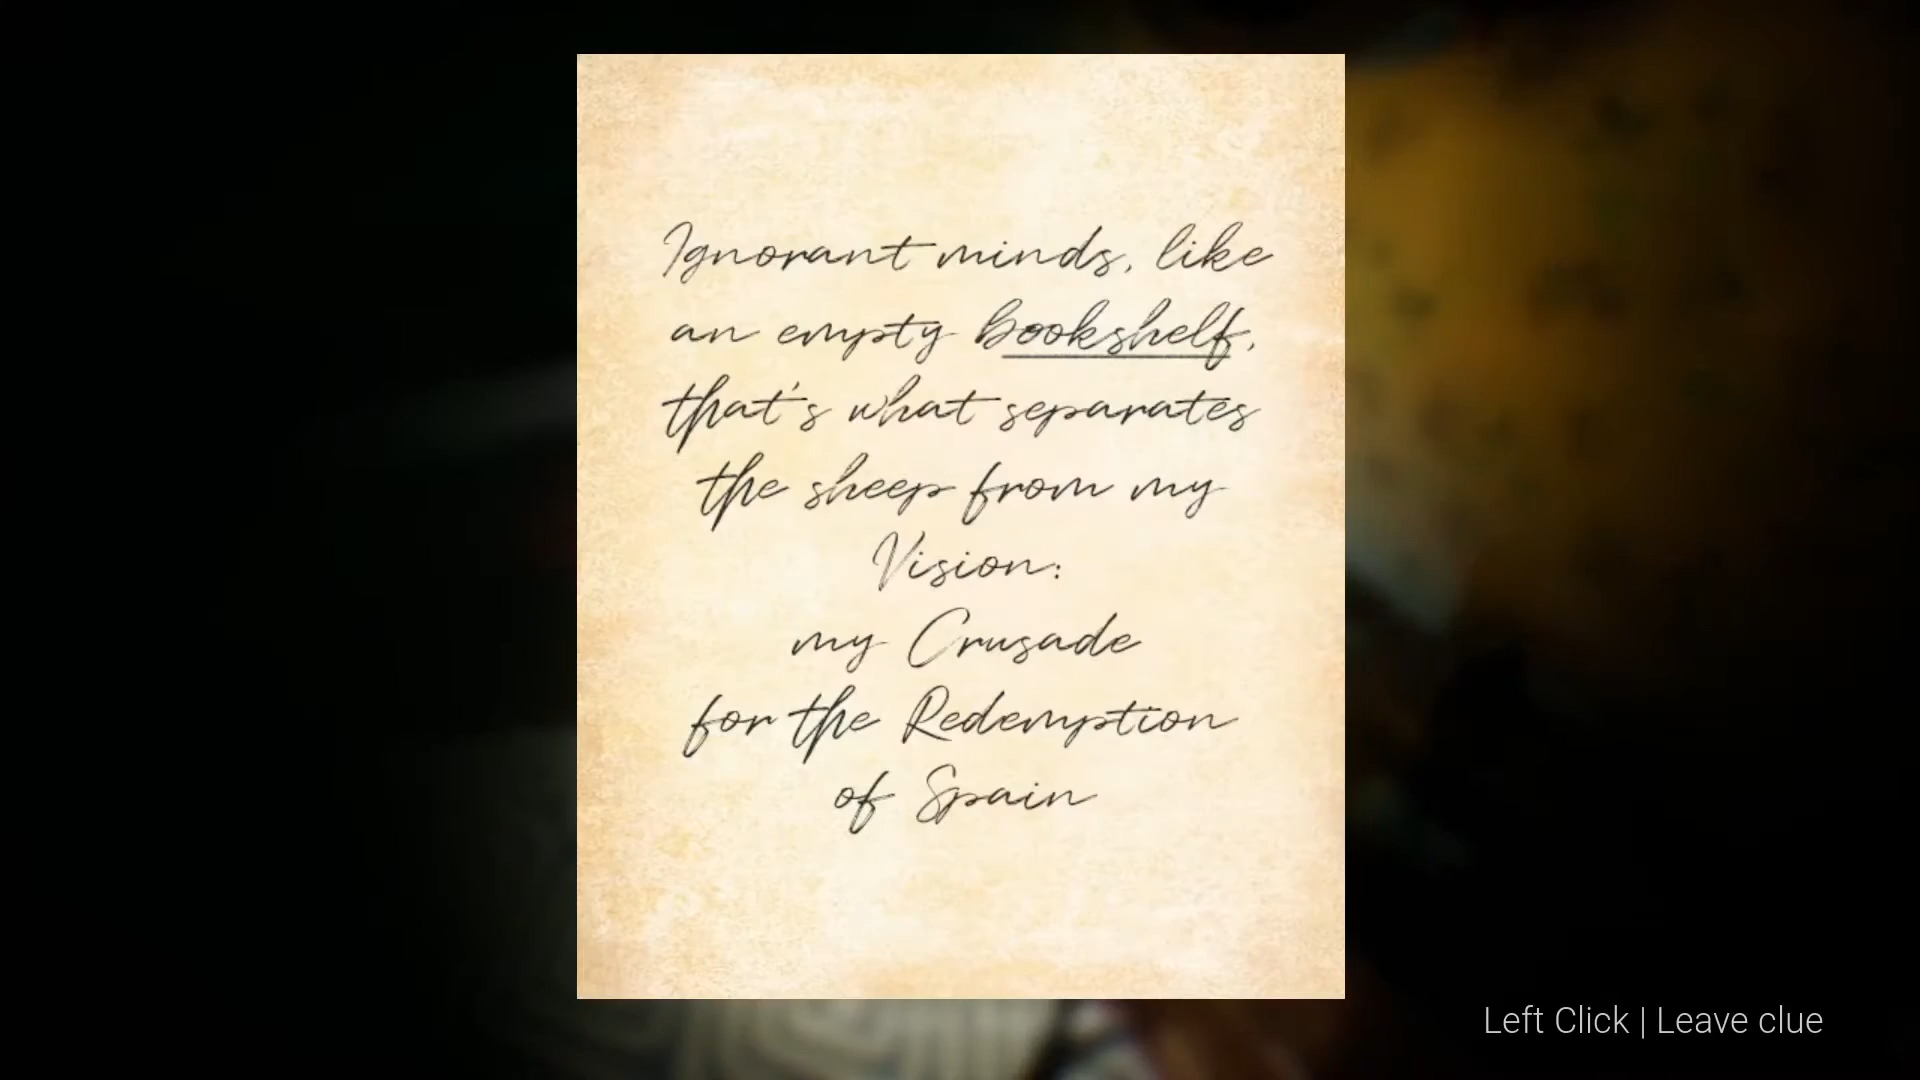 Ignorant minds, like
an empty bookshelf,
that's what separates
the sheep from my
Vision:
my Crusade
for the Redemption
of Spain
Left Click | Leave clue